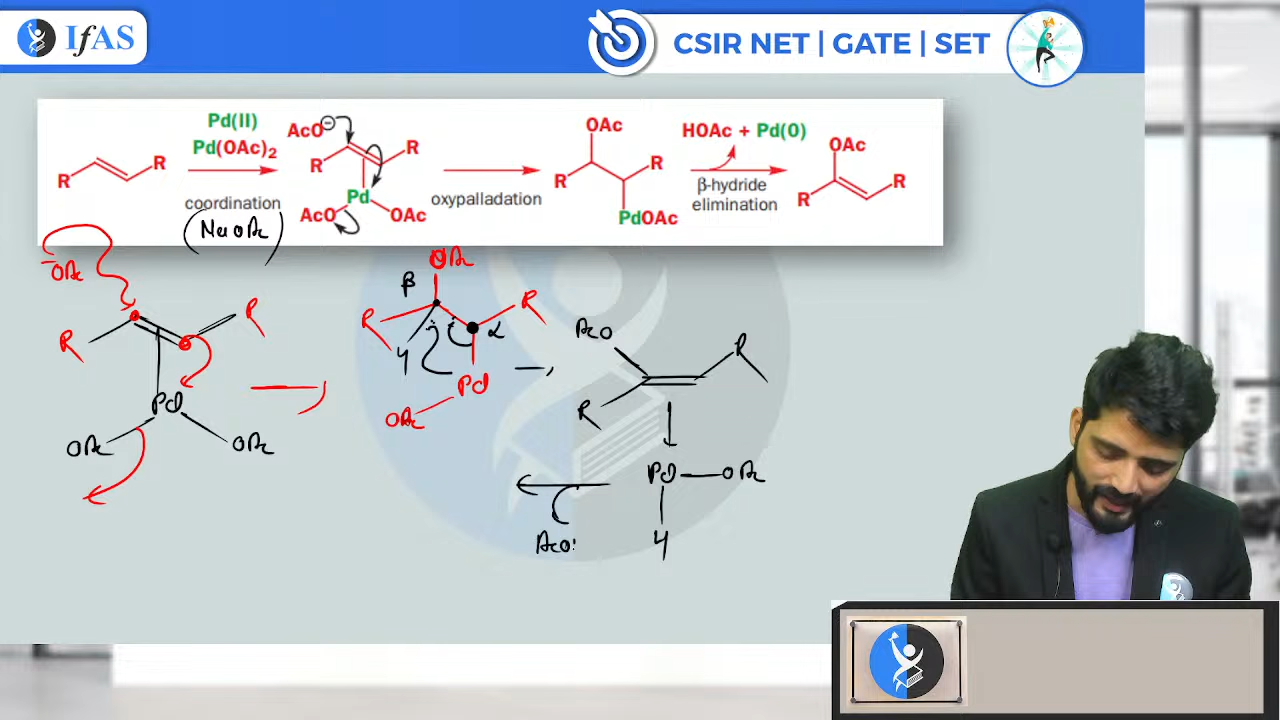 IfAS
CSIR NET | GATE | SET
Pd(II)
Pd(OAc)2
R
R
coordination
AcO⊖
R
R
Pd
AcO
OAc
oxypalladation
OAc
R
R
PdOAc
HOAc + Pd(0)
β-hydride
elimination
OAc
R
R
(NaOAc)
⁻OAc
R
R
Pd
OAc
OAc
OAc
β
R
R
H
α
Pd
OAc
AcO
R
R
Pd—OAc
H
AcO: